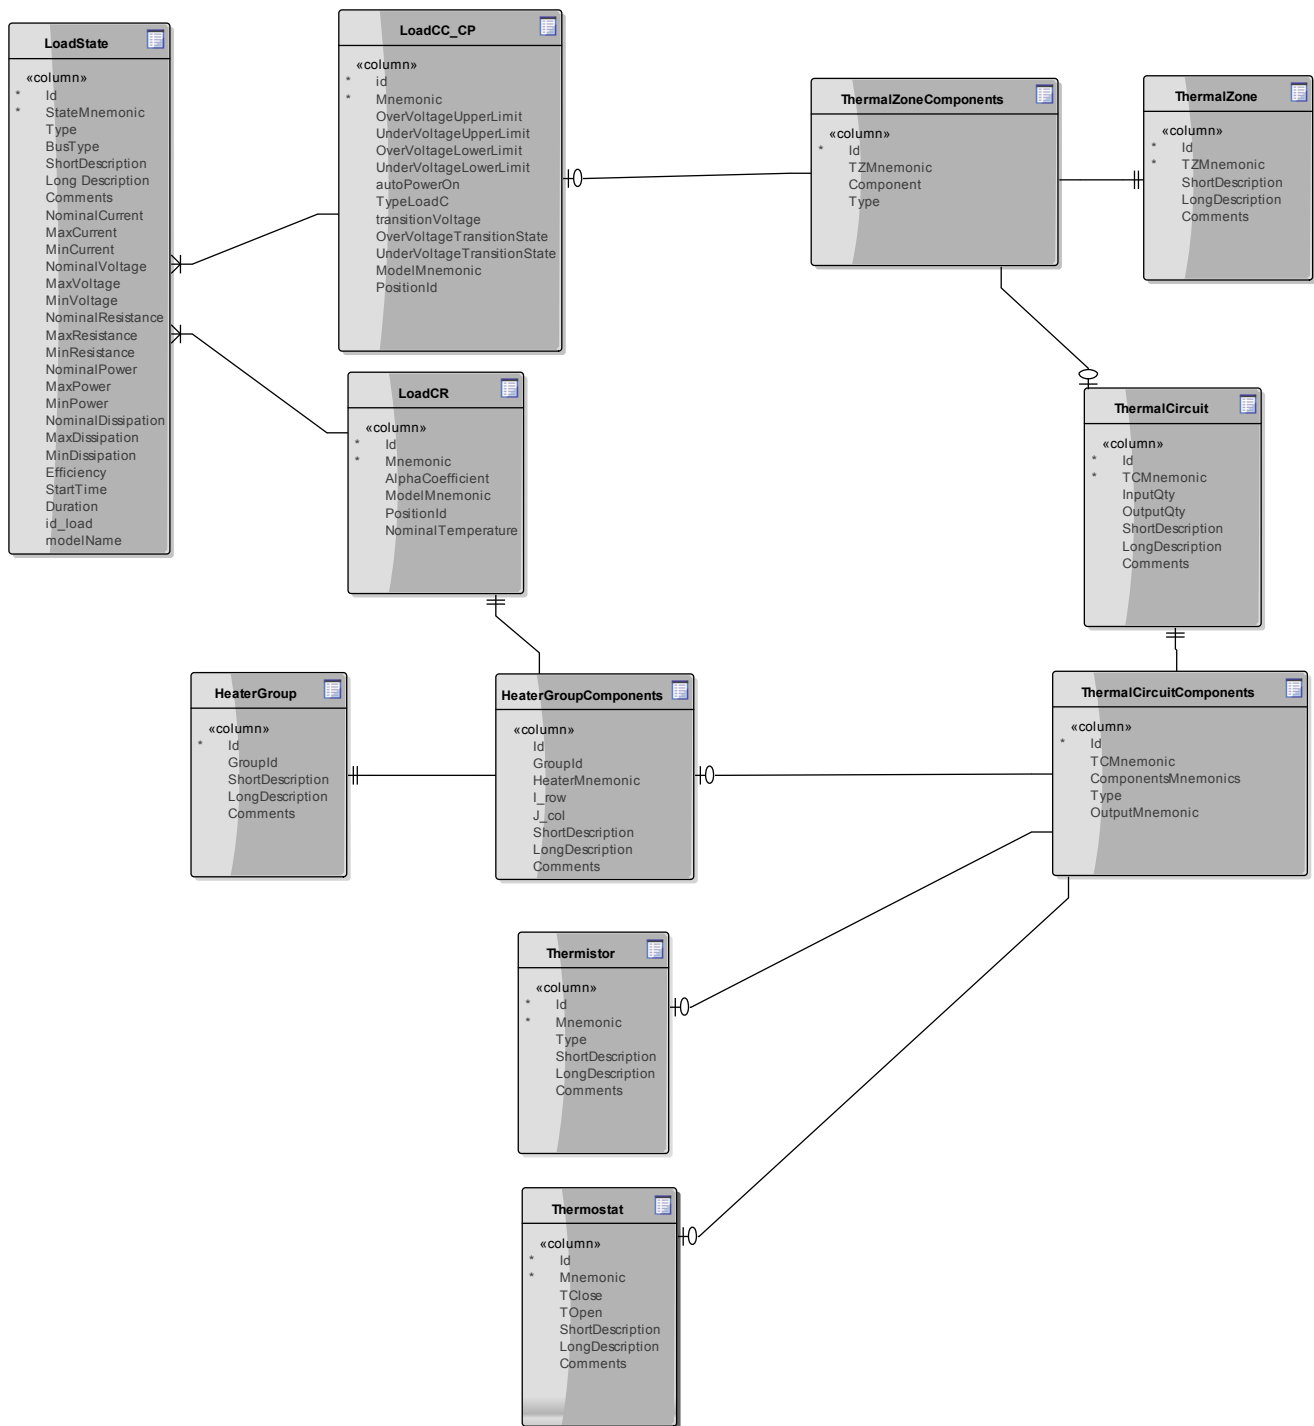 LoadState
«column»
* Id
* StateMnemonic
Type
BusType
ShortDescription
Long Description
Comments
NominalCurrent
MaxCurrent
MinCurrent
NominalVoltage
MaxVoltage
MinVoltage
NominalResistance
MaxResistance
MinResistance
NominalPower
MaxPower
MinPower
NominalDissipation
MaxDissipation
MinDissipation
Efficiency
StartTime
Duration
id_load
modelName
LoadCC_CP
«column»
* id
* Mnemonic
OverVoltageUpperLimit
UnderVoltageUpperLimit
OverVoltageLowerLimit
UnderVoltageLowerLimit
autoPowerOn
TypeLoadC
transitionVoltage
OverVoltageTransitionState
UnderVoltageTransitionState
ModelMnemonic
PositionId
ThermalZoneComponents
«column»
* Id
TZMnemonic
Component
Type
ThermalZone
«column»
* Id
* TZMnemonic
ShortDescription
LongDescription
Comments
LoadCR
«column»
* Id
* Mnemonic
AlphaCoefficient
ModelMnemonic
PositionId
NominalTemperature
ThermalCircuit
«column»
* Id
* TCMnemonic
InputQty
OutputQty
ShortDescription
LongDescription
Comments
HeaterGroup
«column»
* Id
GroupId
ShortDescription
LongDescription
Comments
HeaterGroupComponents
«column»
Id
GroupId
HeaterMnemonic
I_row
J_col
ShortDescription
LongDescription
Comments
ThermalCircuitComponents
«column»
* Id
TCMnemonic
ComponentsMnemonics
Type
OutputMnemonic
Thermistor
«column»
* Id
* Mnemonic
Type
ShortDescription
LongDescription
Comments
Thermostat
«column»
* Id
* Mnemonic
TClose
TOpen
ShortDescription
LongDescription
Comments